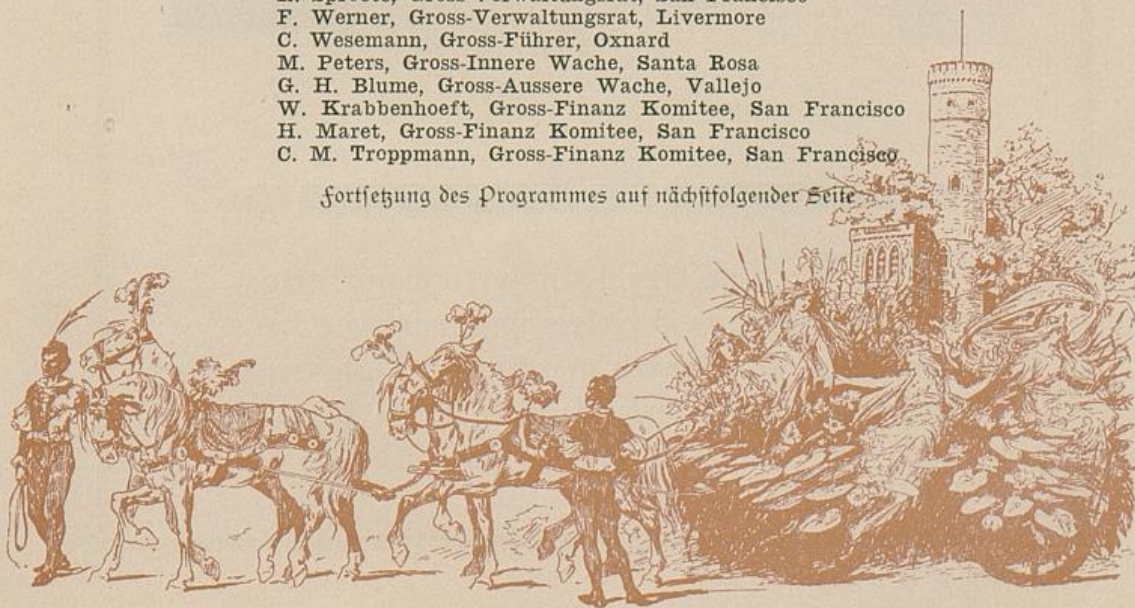 F. Werner, Gross-Verwaltungsrat, Livermore
C. Wesemann, Gross-Führer, Oxnard
M. Peters, Gross-Innere Wache, Santa Rosa
G. H. Blume, Gross-Aussere Wache, Vallejo
W. Krabbenhoeft, Gross-Finanz Komitee, San Francisco
H. Maret, Gross-Finanz Komitee, San Francisco
C. M. Troppmann, Gross-Finanz Komitee, San Francisco
Fortsetzung des Programmes auf nächstfolgender Seite